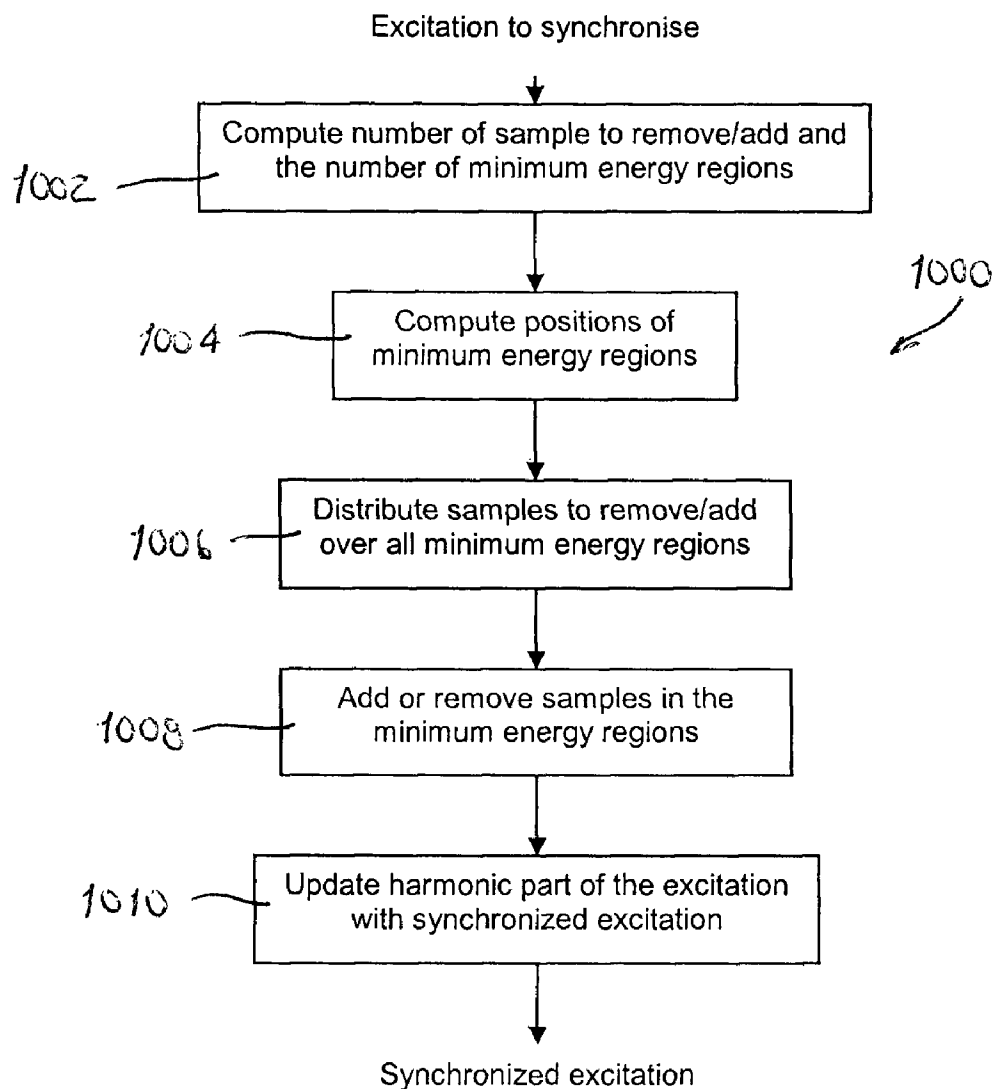 Excitation to synchronise
Compute number of sample to remove/add and
the number of minimum energy regions
1002
1000
Compute positions of
minimum energy regions
1004
Distribute samples to remove/add
over all minimum energy regions
1006
Add or remove samples in the
minimum energy regions
1008
Update harmonic part of the excitation
with synchronized excitation
1010
Synchronized excitation